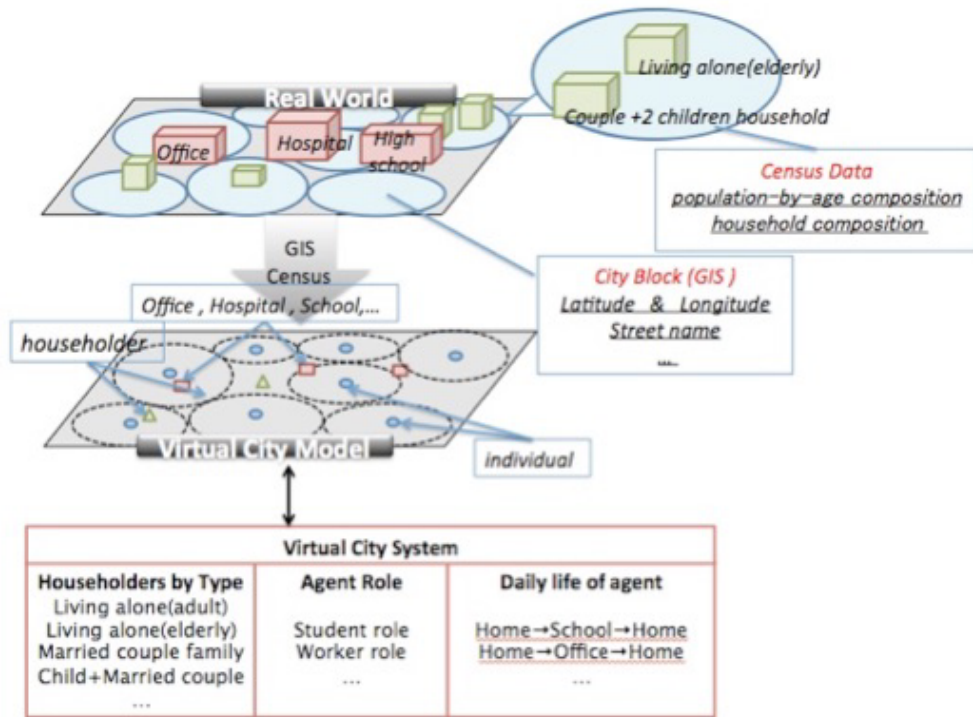 Real World
Living alone(elderly)
Couple +2 children household
Office
Hospital
High
school
Census Data
population-by-age composition
household composition
GIS
Census
City Block (GIS )
Latitude & Longitude
Street name
....
Office , Hospital , School,...
householder
Virtual City Model
individual
Virtual City System
Householders by Type
Living alone(adult)
Living alone(elderly)
Married couple family
Child+Married couple
...
Agent Role
Student role
Worker role
...
Daily life of agent
Home→School→Home
Home→Office→Home
...